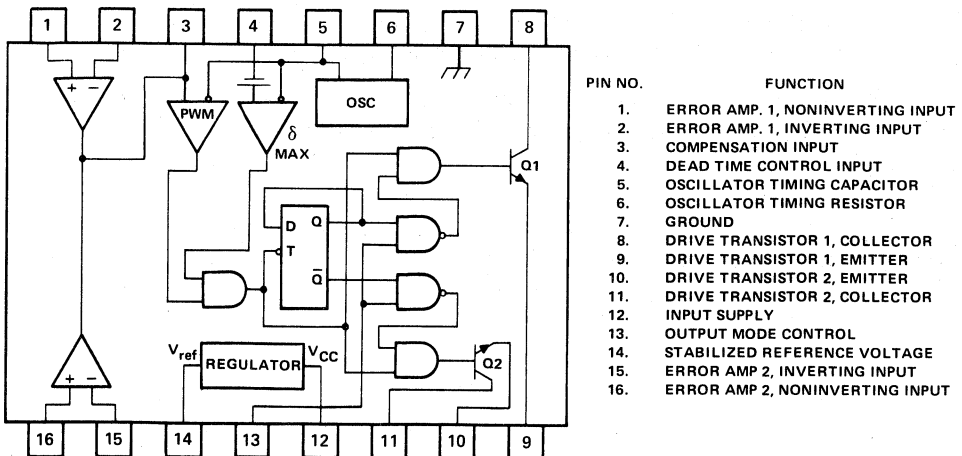 1 2 3 4 5 6 7 8
+ − PWM δ MAX OSC
Q1
D Q
T
Q̄
V_ref REGULATOR V_CC
Q2
+ −
16 15 14 13 12 11 10 9
PIN NO. FUNCTION
1. ERROR AMP. 1, NONINVERTING INPUT
2. ERROR AMP. 1, INVERTING INPUT
3. COMPENSATION INPUT
4. DEAD TIME CONTROL INPUT
5. OSCILLATOR TIMING CAPACITOR
6. OSCILLATOR TIMING RESISTOR
7. GROUND
8. DRIVE TRANSISTOR 1, COLLECTOR
9. DRIVE TRANSISTOR 1, EMITTER
10. DRIVE TRANSISTOR 2, EMITTER
11. DRIVE TRANSISTOR 2, COLLECTOR
12. INPUT SUPPLY
13. OUTPUT MODE CONTROL
14. STABILIZED REFERENCE VOLTAGE
15. ERROR AMP 2, INVERTING INPUT
16. ERROR AMP 2, NONINVERTING INPUT